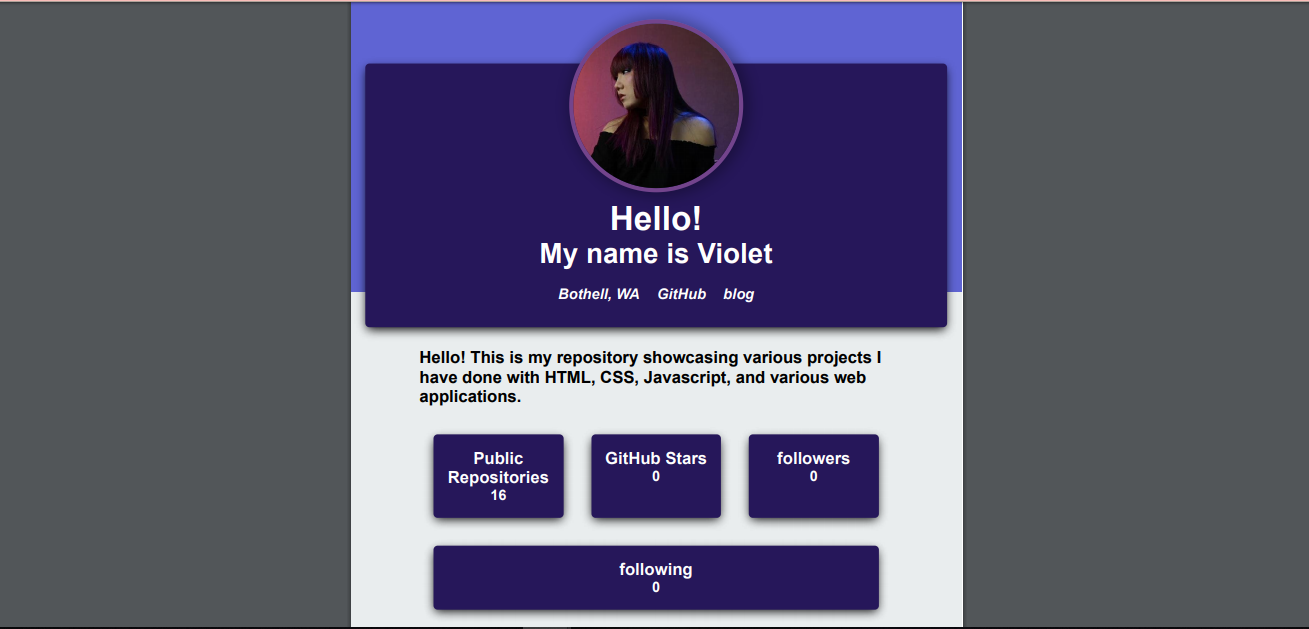 Hello!
My name is Violet
Bothell, WA GitHub blog
Hello! This is my repository showcasing various projects I
have done with HTML, CSS, Javascript, and various web
applications.
Public
Repositories
16
GitHub Stars
0
followers
0
following
0